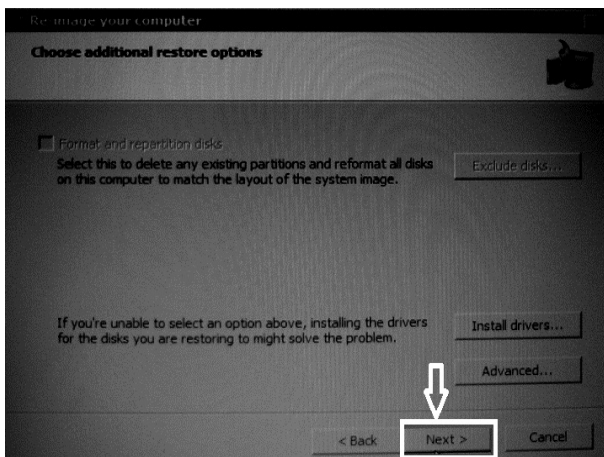 Re-image your computer
Choose additional restore options
Format and repartition disks
Select this to delete any existing partitions and reformat all disks
on this computer to match the layout of the system image.
Exclude disks...
If you're unable to select an option above, installing the drivers
for the disks you are restoring to might solve the problem.
Install drivers...
Advanced...
< Back
Next >
Cancel